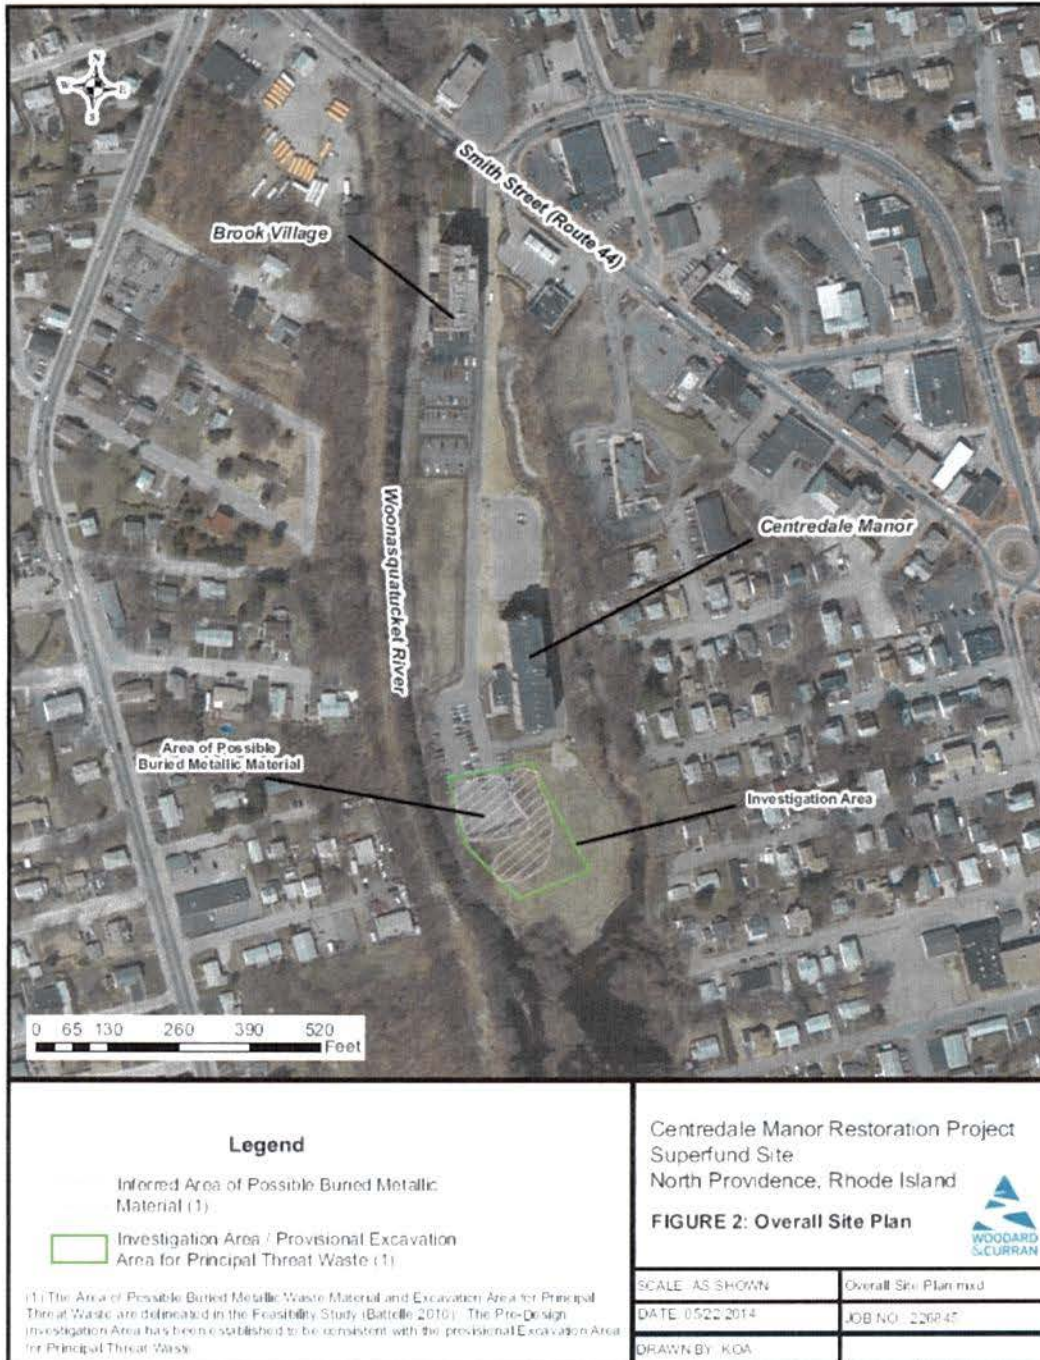 N
W E
S
Smith Street (Route 44)
Brook Village
Woonasquatucket River
Centredale Manor
Area of Possible
Buried Metallic Material
Investigation Area
0 65 130 260 390 520
Feet
Legend
Inferred Area of Possible Buried Metallic
Material (1)
Investigation Area / Provisional Excavation
Area for Principal Threat Waste (1)
(1) The Area of Possible Buried Metallic Waste Material and Excavation Area for Principal
Threat Waste are delineated in the Feasibility Study (Battelle 2010). The Pre-Design
Investigation Area has been established to be consistent with the provisional Excavation Area
for Principal Threat Waste
Centredale Manor Restoration Project
Superfund Site
North Providence, Rhode Island
FIGURE 2: Overall Site Plan
WOODARD
&CURRAN
SCALE: AS SHOWN
Overall Site Plan.mxd
DATE: 05.22.2014
JOB NO.: 226845
DRAWN BY: KOA